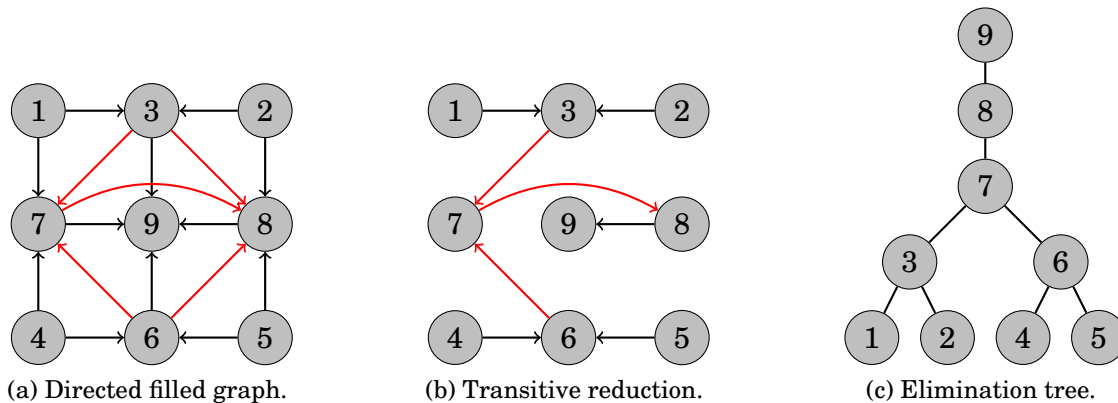 9
1 3 2 1 3 2 8
7
7 9 8 7 9 8
3 6
4 6 5 4 6 5 1 2 4 5
(a) Directed filled graph. (b) Transitive reduction. (c) Elimination tree.